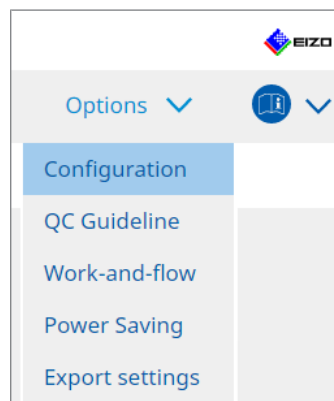 EIZO
Options
Configuration
QC Guideline
Work-and-flow
Power Saving
Export settings